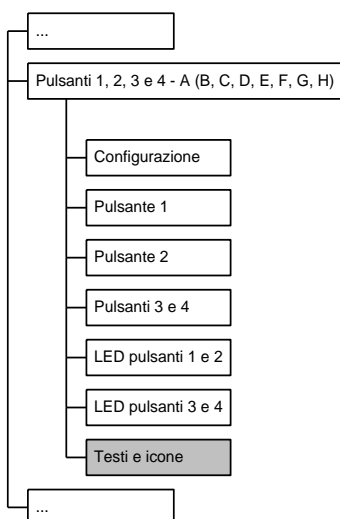 ...
Pulsanti 1, 2, 3 e 4 - A (B, C, D, E, F, G, H)
Configurazione
Pulsante 1
Pulsante 2
Pulsanti 3 e 4
LED pulsanti 1 e 2
LED pulsanti 3 e 4
Testi e icone
...